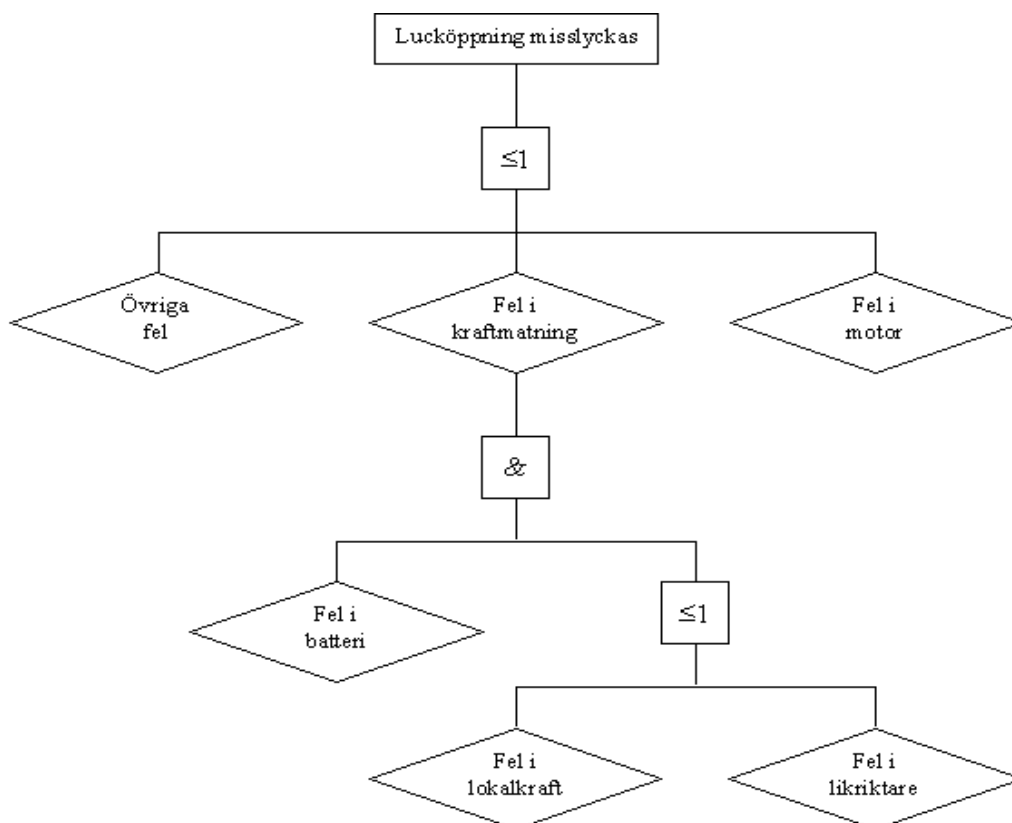 Lucköppning misslyckas
≤1
Övriga
fel
Fel i
kraftmatning
Fel i
motor
&
Fel i
batteri
≤1
Fel i
lokalkraft
Fel i
likriktare